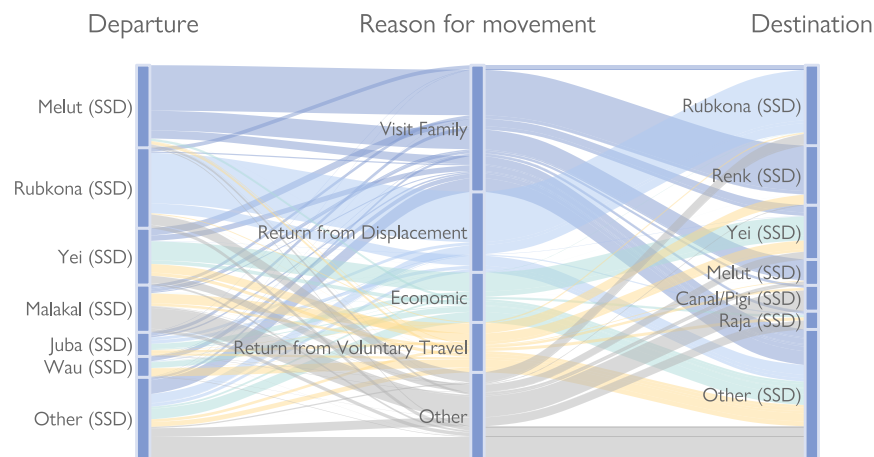 Departure
Reason for movement
Destination
Melut (SSD)
Rubkona (SSD)
Yei (SSD)
Malakal (SSD)
Juba (SSD)
Wau (SSD)
Other (SSD)
Visit Family
Return from Displacement
Economic
Return from Voluntary Travel
Other
Rubkona (SSD)
Renk (SSD)
Yei (SSD)
Melut (SSD)
Canal/Pigi (SSD)
Raja (SSD)
Other (SSD)